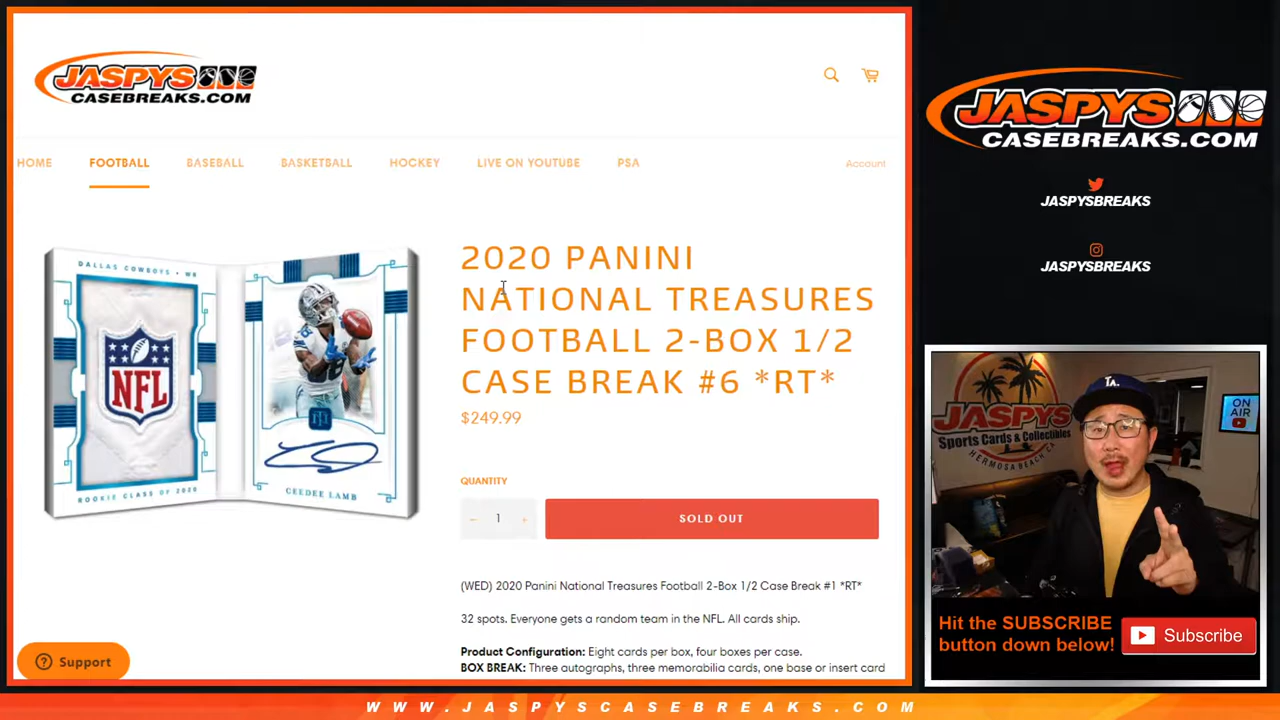 JASPYS
CASEBREAKS.COM
HOME FOOTBALL BASEBALL BASKETBALL HOCKEY LIVE ON YOUTUBE PSA Account
DALLAS COWBOYS • WR
NFL
ROOKIE CLASS OF 2020
CEEDEE LAMB
2020 PANINI
NATIONAL TREASURES
FOOTBALL 2-BOX 1/2
CASE BREAK #6 *RT*
$249.99
QUANTITY
− 1 +
SOLD OUT
(WED) 2020 Panini National Treasures Football 2-Box 1/2 Case Break #1 *RT*
32 spots. Everyone gets a random team in the NFL. All cards ship.
Product Configuration: Eight cards per box, four boxes per case.
BOX BREAK: Three autographs, three memorabilia cards, one base or insert card
Support
JASPYS
CASEBREAKS.COM
JASPYSBREAKS
JASPYSBREAKS
JASPYS
Sports Cards & Collectibles
HERMOSA BEACH CA
T.A.
ON
AIR
Hit the SUBSCRIBE
button down below!
Subscribe
WWW.JASPYSCASEBREAKS.COM